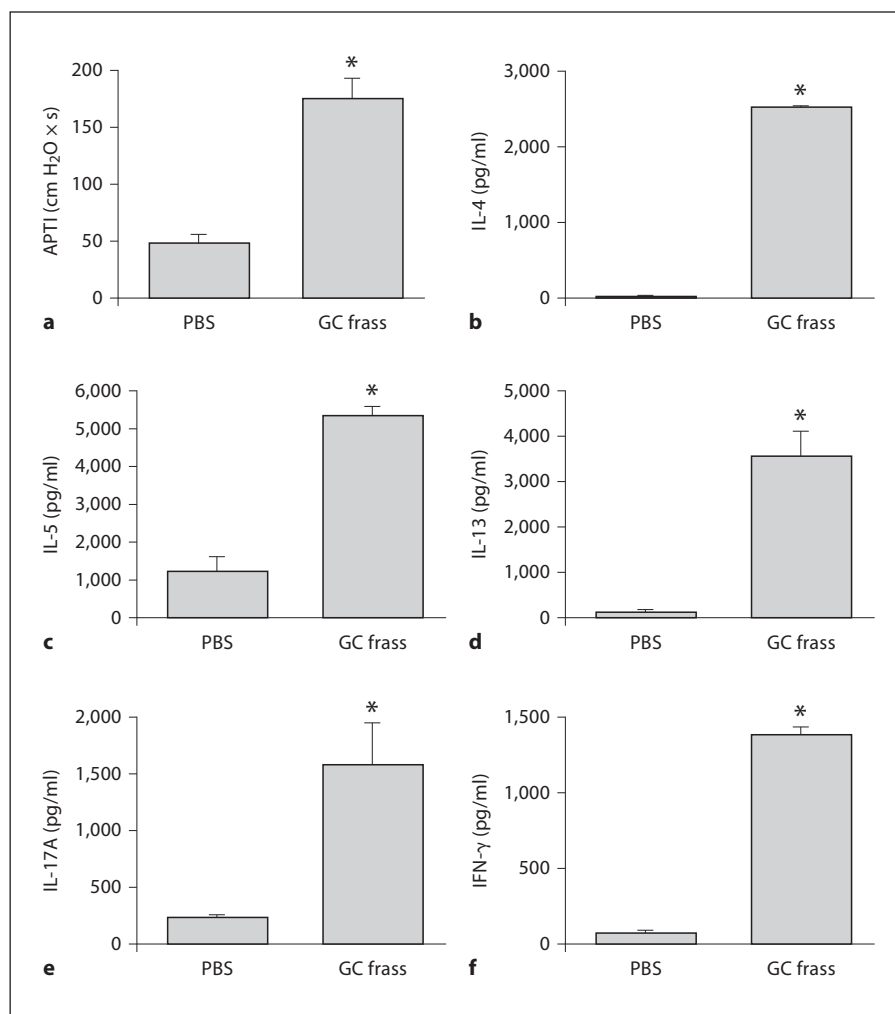 200
150
100
50
0
APTI (cm H₂O × s)
*
PBS
GC frass
a
3,000
2,000
1,000
0
IL-4 (pg/ml)
*
PBS
GC frass
b
6,000
5,000
4,000
3,000
2,000
1,000
0
IL-5 (pg/ml)
*
PBS
GC frass
c
5,000
4,000
3,000
2,000
1,000
0
IL-13 (pg/ml)
*
PBS
GC frass
d
2,000
1,500
1,000
500
0
IL-17A (pg/ml)
*
PBS
GC frass
e
1,500
1,000
500
0
IFN-γ (pg/ml)
*
PBS
GC frass
f